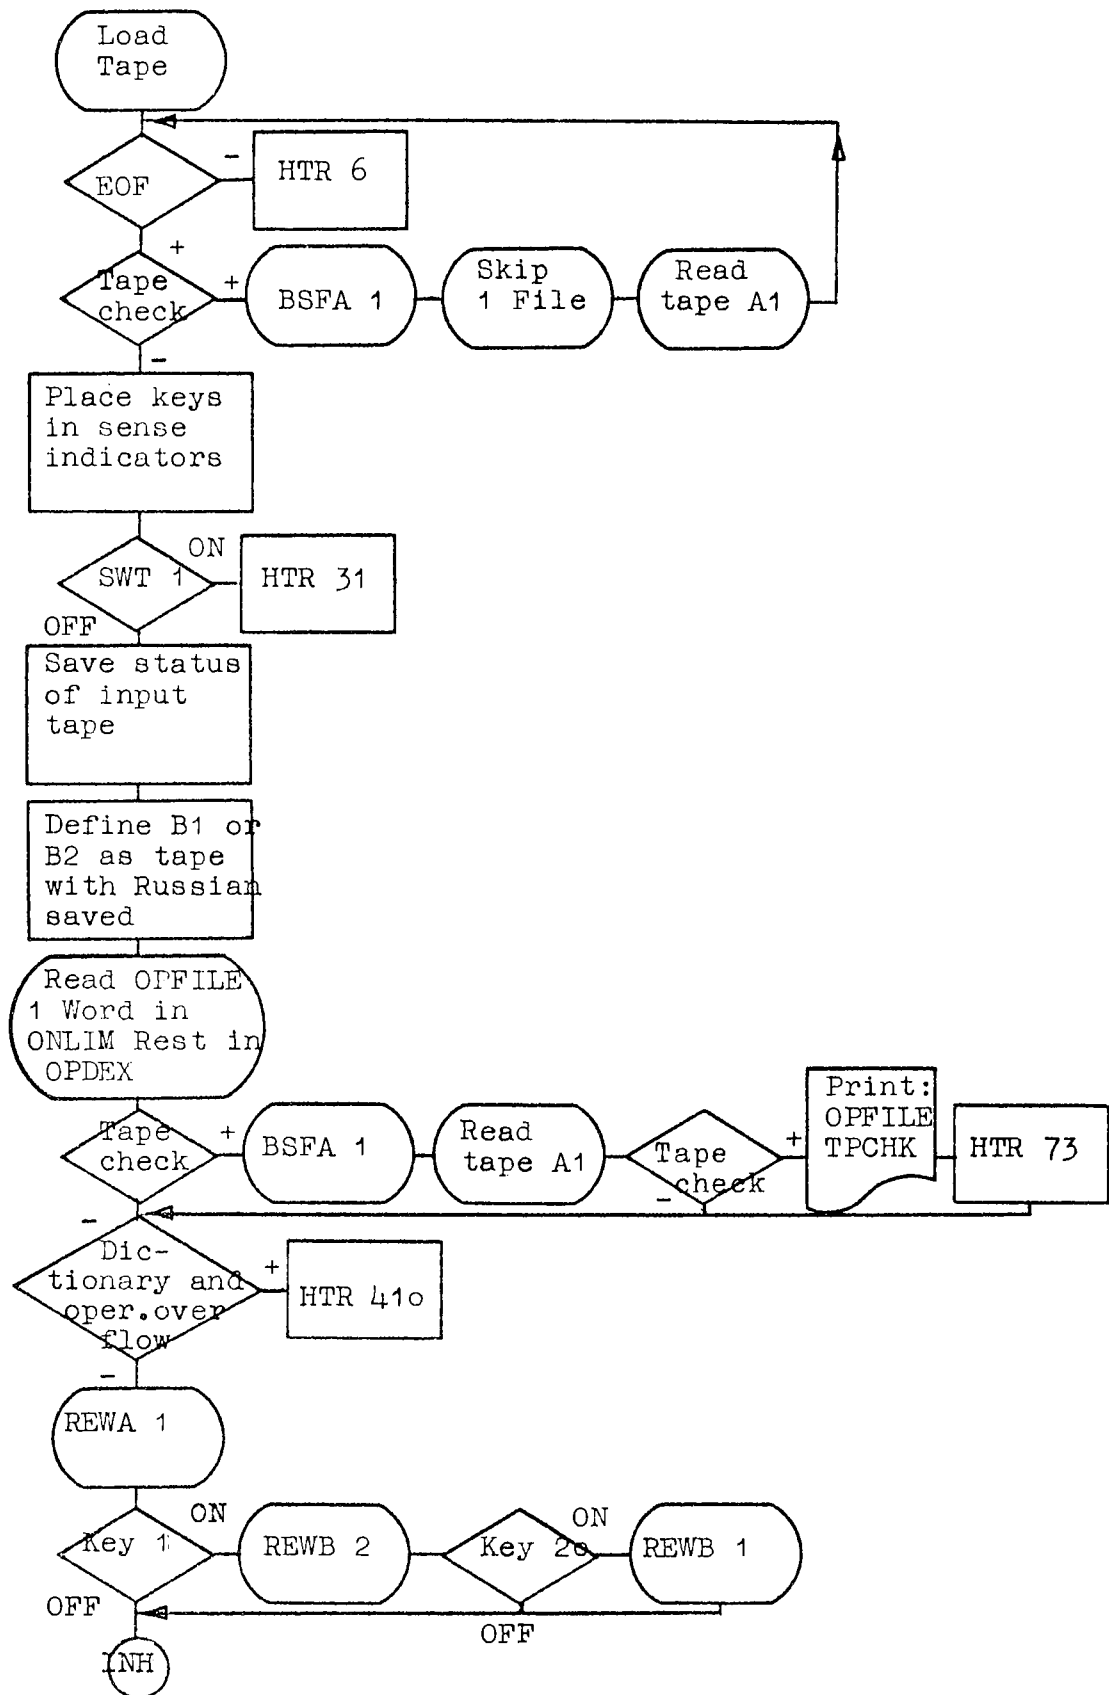 Load
Tape
EOF
-
HTR 6
+
Tape
check
+
BSFA 1
Skip
1 File
Read
tape A1
-
Place keys
in sense
indicators
SWT 1
ON
HTR 31
OFF
Save status
of input
tape
Define B1 or
B2 as tape
with Russian
saved
Read OPFILE
1 Word in
ONLIM Rest in
OPDEX
Tape
check
+
BSFA 1
Read
tape A1
Tape
check
+
-
Print:
OPFILE
TPCHK
HTR 73
-
Dic-
tionary and
oper.over
flow
+
HTR 41o
-
REWA 1
Key 1
ON
REWB 2
Key 2o
ON
REWB 1
OFF
OFF
INH